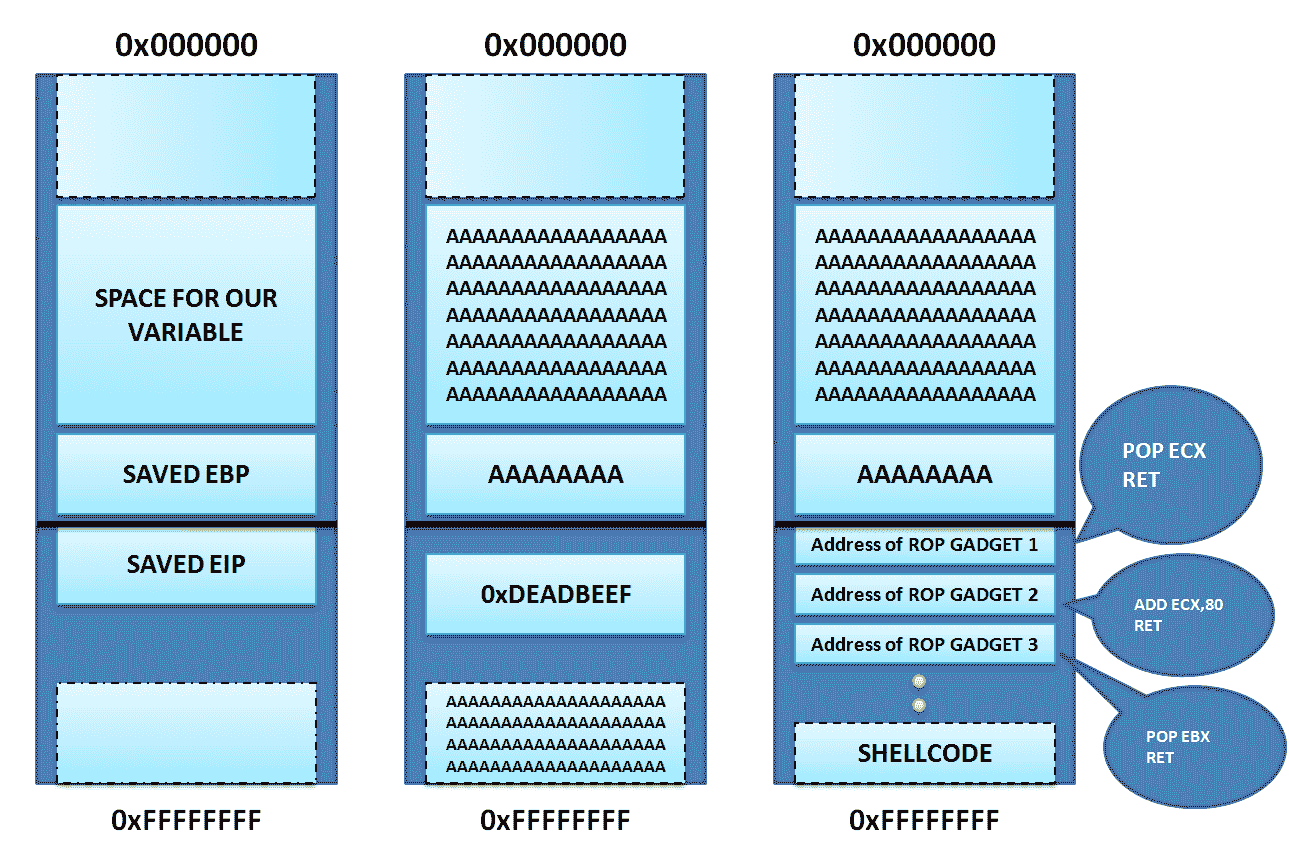 0x000000
SPACE FOR OUR
VARIABLE
SAVED EBP
SAVED EIP
0xFFFFFFFF
0x000000
AAAAAAAAAAAAAAAAA
AAAAAAAAAAAAAAAAA
AAAAAAAAAAAAAAAAA
AAAAAAAAAAAAAAAAA
AAAAAAAAAAAAAAAAA
AAAAAAAAAAAAAAAAA
AAAAAAAAAAAAAAAAA
AAAAAAAA
0xDEADBEEF
AAAAAAAAAAAAAAAAAAAA
AAAAAAAAAAAAAAAAAAAA
AAAAAAAAAAAAAAAAAAAA
AAAAAAAAAAAAAAAAAAAA
0xFFFFFFFF
0x000000
AAAAAAAAAAAAAAAAA
AAAAAAAAAAAAAAAAA
AAAAAAAAAAAAAAAAA
AAAAAAAAAAAAAAAAA
AAAAAAAAAAAAAAAAA
AAAAAAAAAAAAAAAAA
AAAAAAAAAAAAAAAAA
AAAAAAAA
Address of ROP GADGET 1
Address of ROP GADGET 2
Address of ROP GADGET 3
SHELLCODE
0xFFFFFFFF
POP ECX
RET
ADD ECX,80
RET
POP EBX
RET